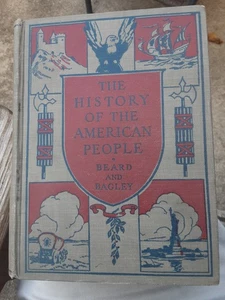 THE
HISTORY
OF THE
AMERICAN
PEOPLE
BEARD
AND
BAGLEY